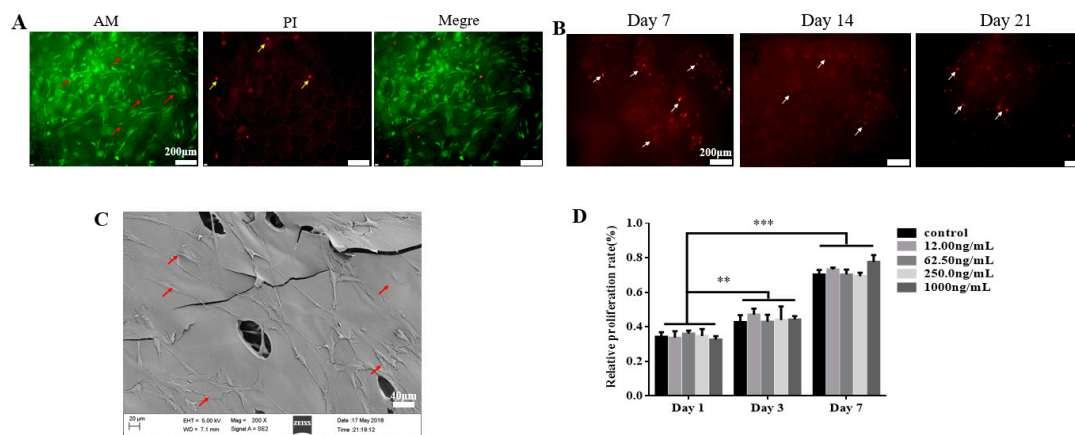 A
AM
PI
Megre
200μm
B
Day 7
Day 14
Day 21
200μm
C
40μm
20 μm
EHT = 5.00 kV
Mag = 200 X
WD = 7.1 mm
Signal A = SE2
ZEISS
Date :17 May 2018
Time :21:19:12
D
Relative proliferation rate(%)
1.0
0.8
0.6
0.4
0.2
0.0
***
**
control
12.00ng/mL
62.50ng/mL
250.0ng/mL
1000ng/mL
Day 1
Day 3
Day 7